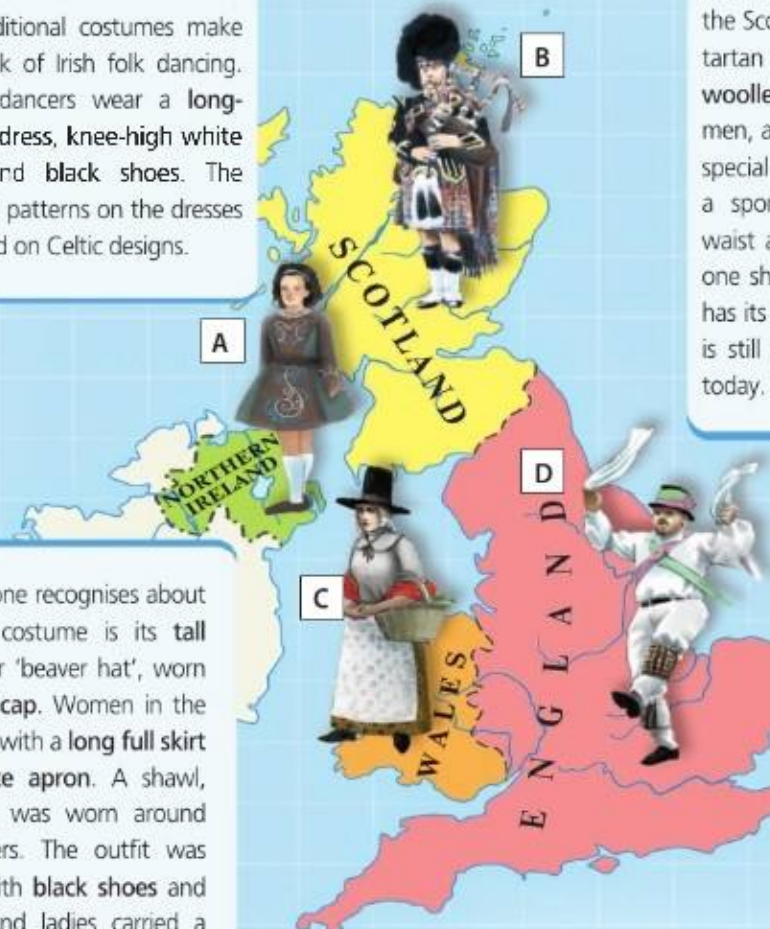 ditional costumes make
k of Irish folk dancing.
dancers wear a long-
dress, knee-high white
nd black shoes. The
patterns on the dresses
d on Celtic designs.
the Sco
tartan
woolle
men, a
special
a spor
waist a
one sh
has its
is still
today.
B
A
SCOTLAND
NORTHERN
IRELAND
D
C
ENGLAND
WALES
one recognises about
costume is its tall
r 'beaver hat', worn
cap. Women in the
with a long full skirt
te apron. A shawl,
was worn around
ers. The outfit was
ith black shoes and
nd ladies carried a